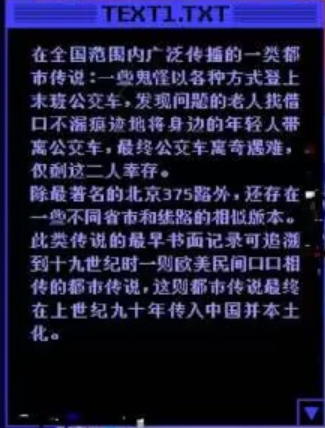 TEXT1.TXT
在全国范围内广泛传播的一类都
市传说：一些鬼怪以各种方式登上
末班公交车，发现问题的老人找借
口不漏痕迹地将身边的年轻人带
离公交车，最终公交车离奇遇难，
仅剩这二人幸存。
除最著名的北京375路外，还存在
一些不同省市和线路的相似版本。
此类传说的最早书面记录可追溯
到十九世纪时一则欧美民间口口相
传的都市传说，这则都市传说最终
在上世纪九十年传入中国并本土
化。